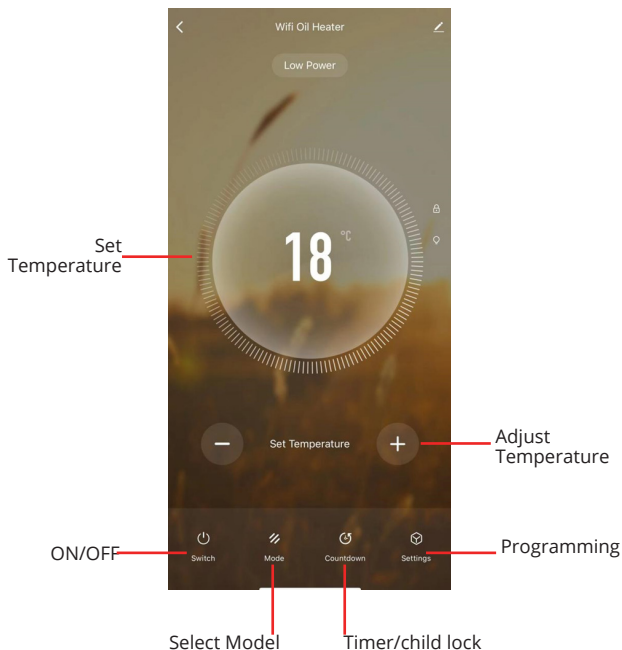 Wifi Oil Heater
Low Power
Set
Temperature
18 °C
Set Temperature
Adjust
Temperature
ON/OFF
Switch
Mode
Countdown
Settings
Programming
Select Model
Timer/child lock